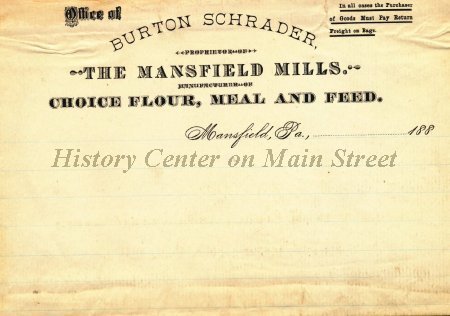 Office of
In all cases the Purchaser
of Goods Must Pay Return
Freight on Bags.
BURTON SCHRADER,
PROPRIETOR OF
THE MANSFIELD MILLS.
MANUFACTURER OF
CHOICE FLOUR, MEAL AND FEED.
Mansfield, Pa., 188
History Center on Main Street